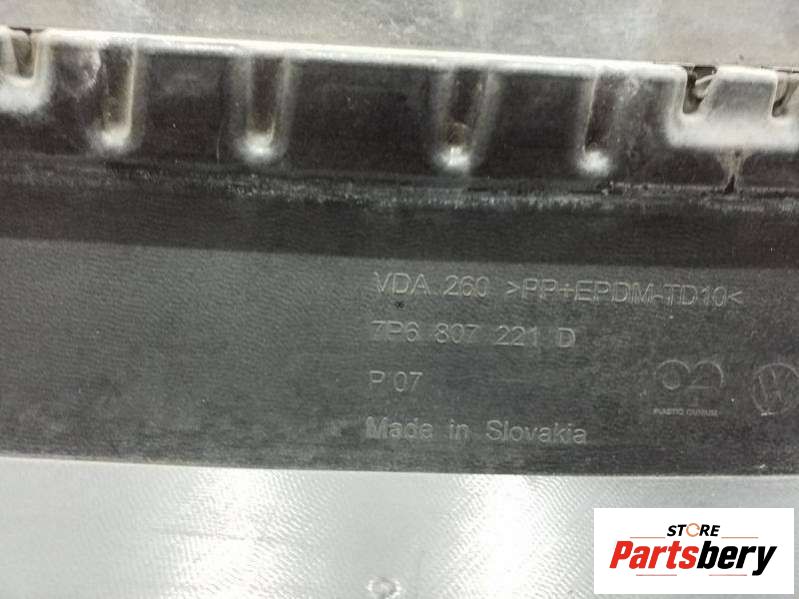 VDA 260 >PP+EPDM-TD10<
7P6 807 221 D
P 07
Made in Slovakia
PLASTIC OMNIUM
STORE
Partsbery